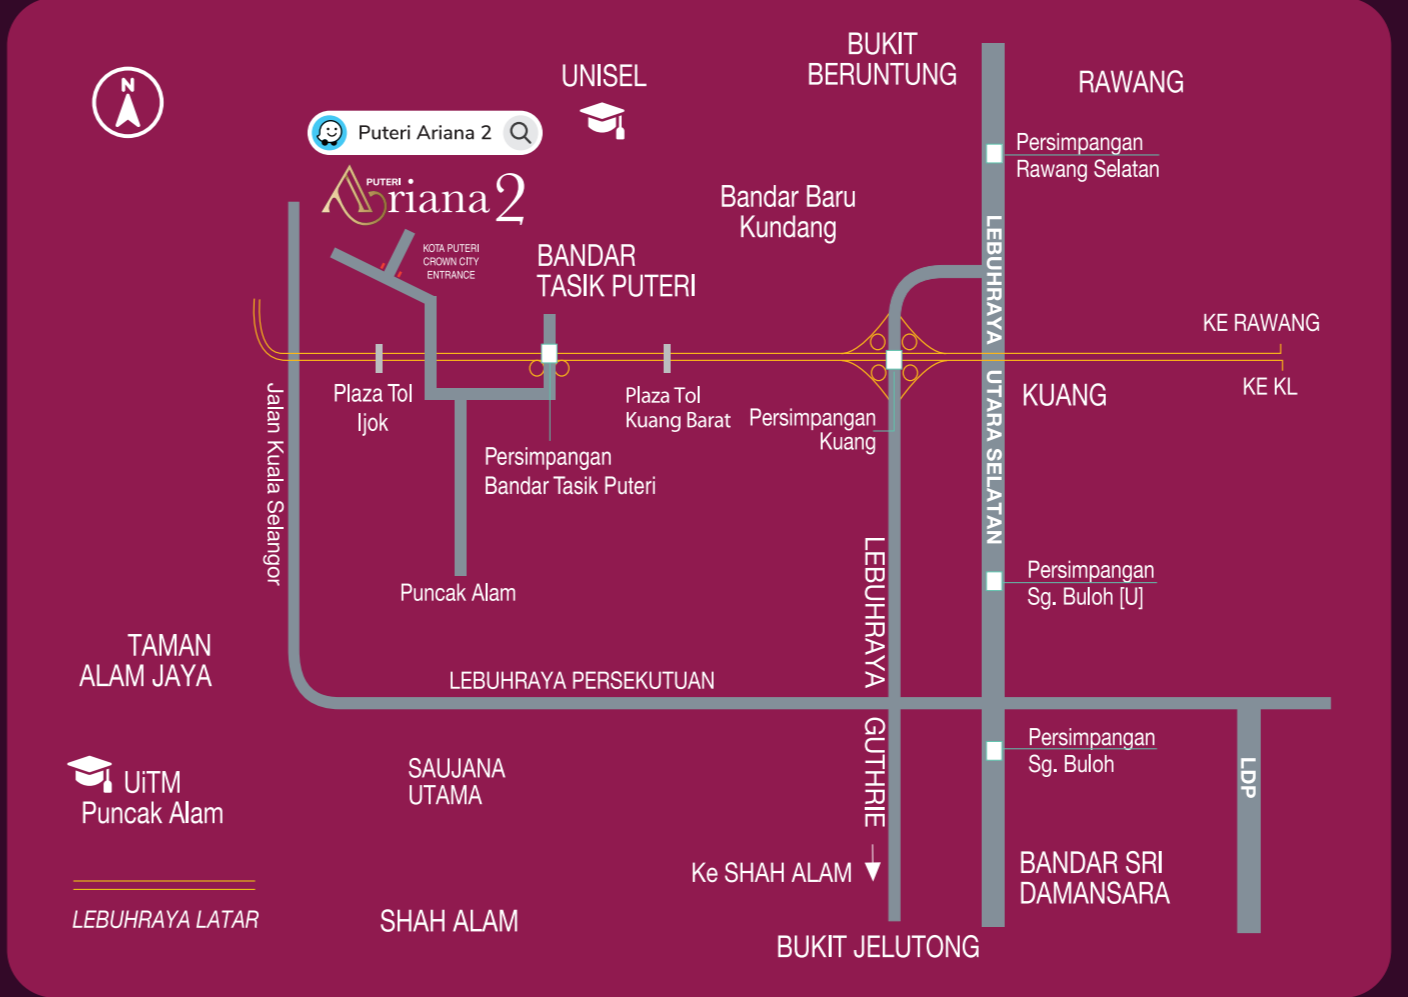 N
UNISEL
Puteri Ariana 2
PUTERI
Ariana 2
KOTA PUTERI
CROWN CITY
ENTRANCE
BANDAR
TASIK PUTERI
Bandar Baru
Kundang
BUKIT
BERUNTUNG
RAWANG
Persimpangan
Rawang Selatan
LEBUHRAYA UTARA SELATAN
KE RAWANG
KE KL
KUANG
Plaza Tol
Ijok
Plaza Tol
Kuang Barat
Persimpangan
Kuang
Persimpangan
Bandar Tasik Puteri
Jalan Kuala Selangor
Puncak Alam
Persimpangan
Sg. Buloh [U]
LEBUHRAYA GUTHRIE
TAMAN
ALAM JAYA
LEBUHRAYA PERSEKUTUAN
Persimpangan
Sg. Buloh
LDP
UiTM
Puncak Alam
SAUJANA
UTAMA
Ke SHAH ALAM
BANDAR SRI
DAMANSARA
LEBUHRAYA LATAR
SHAH ALAM
BUKIT JELUTONG